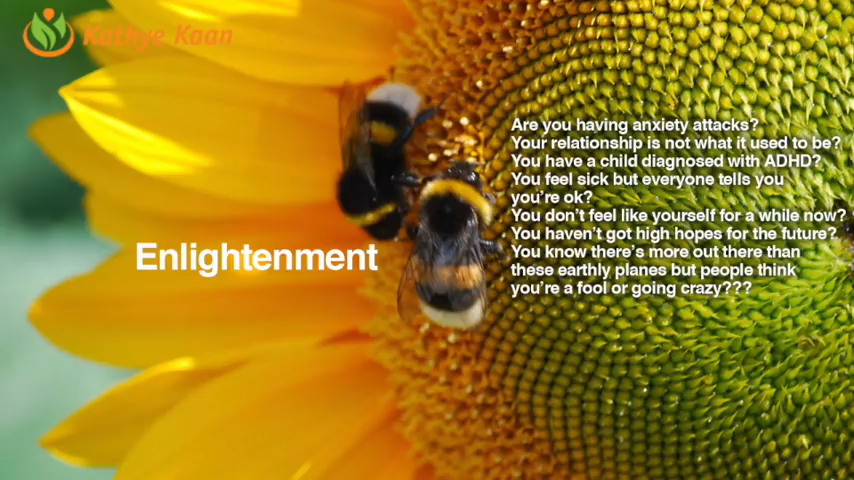 Kathye Kaan
Are you having anxiety attacks?
Your relationship is not what it used to be?
You have a child diagnosed with ADHD?
You feel sick but everyone tells you
you're ok?
You don't feel like yourself for a while now?
You haven't got high hopes for the future?
You know there's more out there than
these earthly planes but people think
you're a fool or going crazy???
Enlightenment